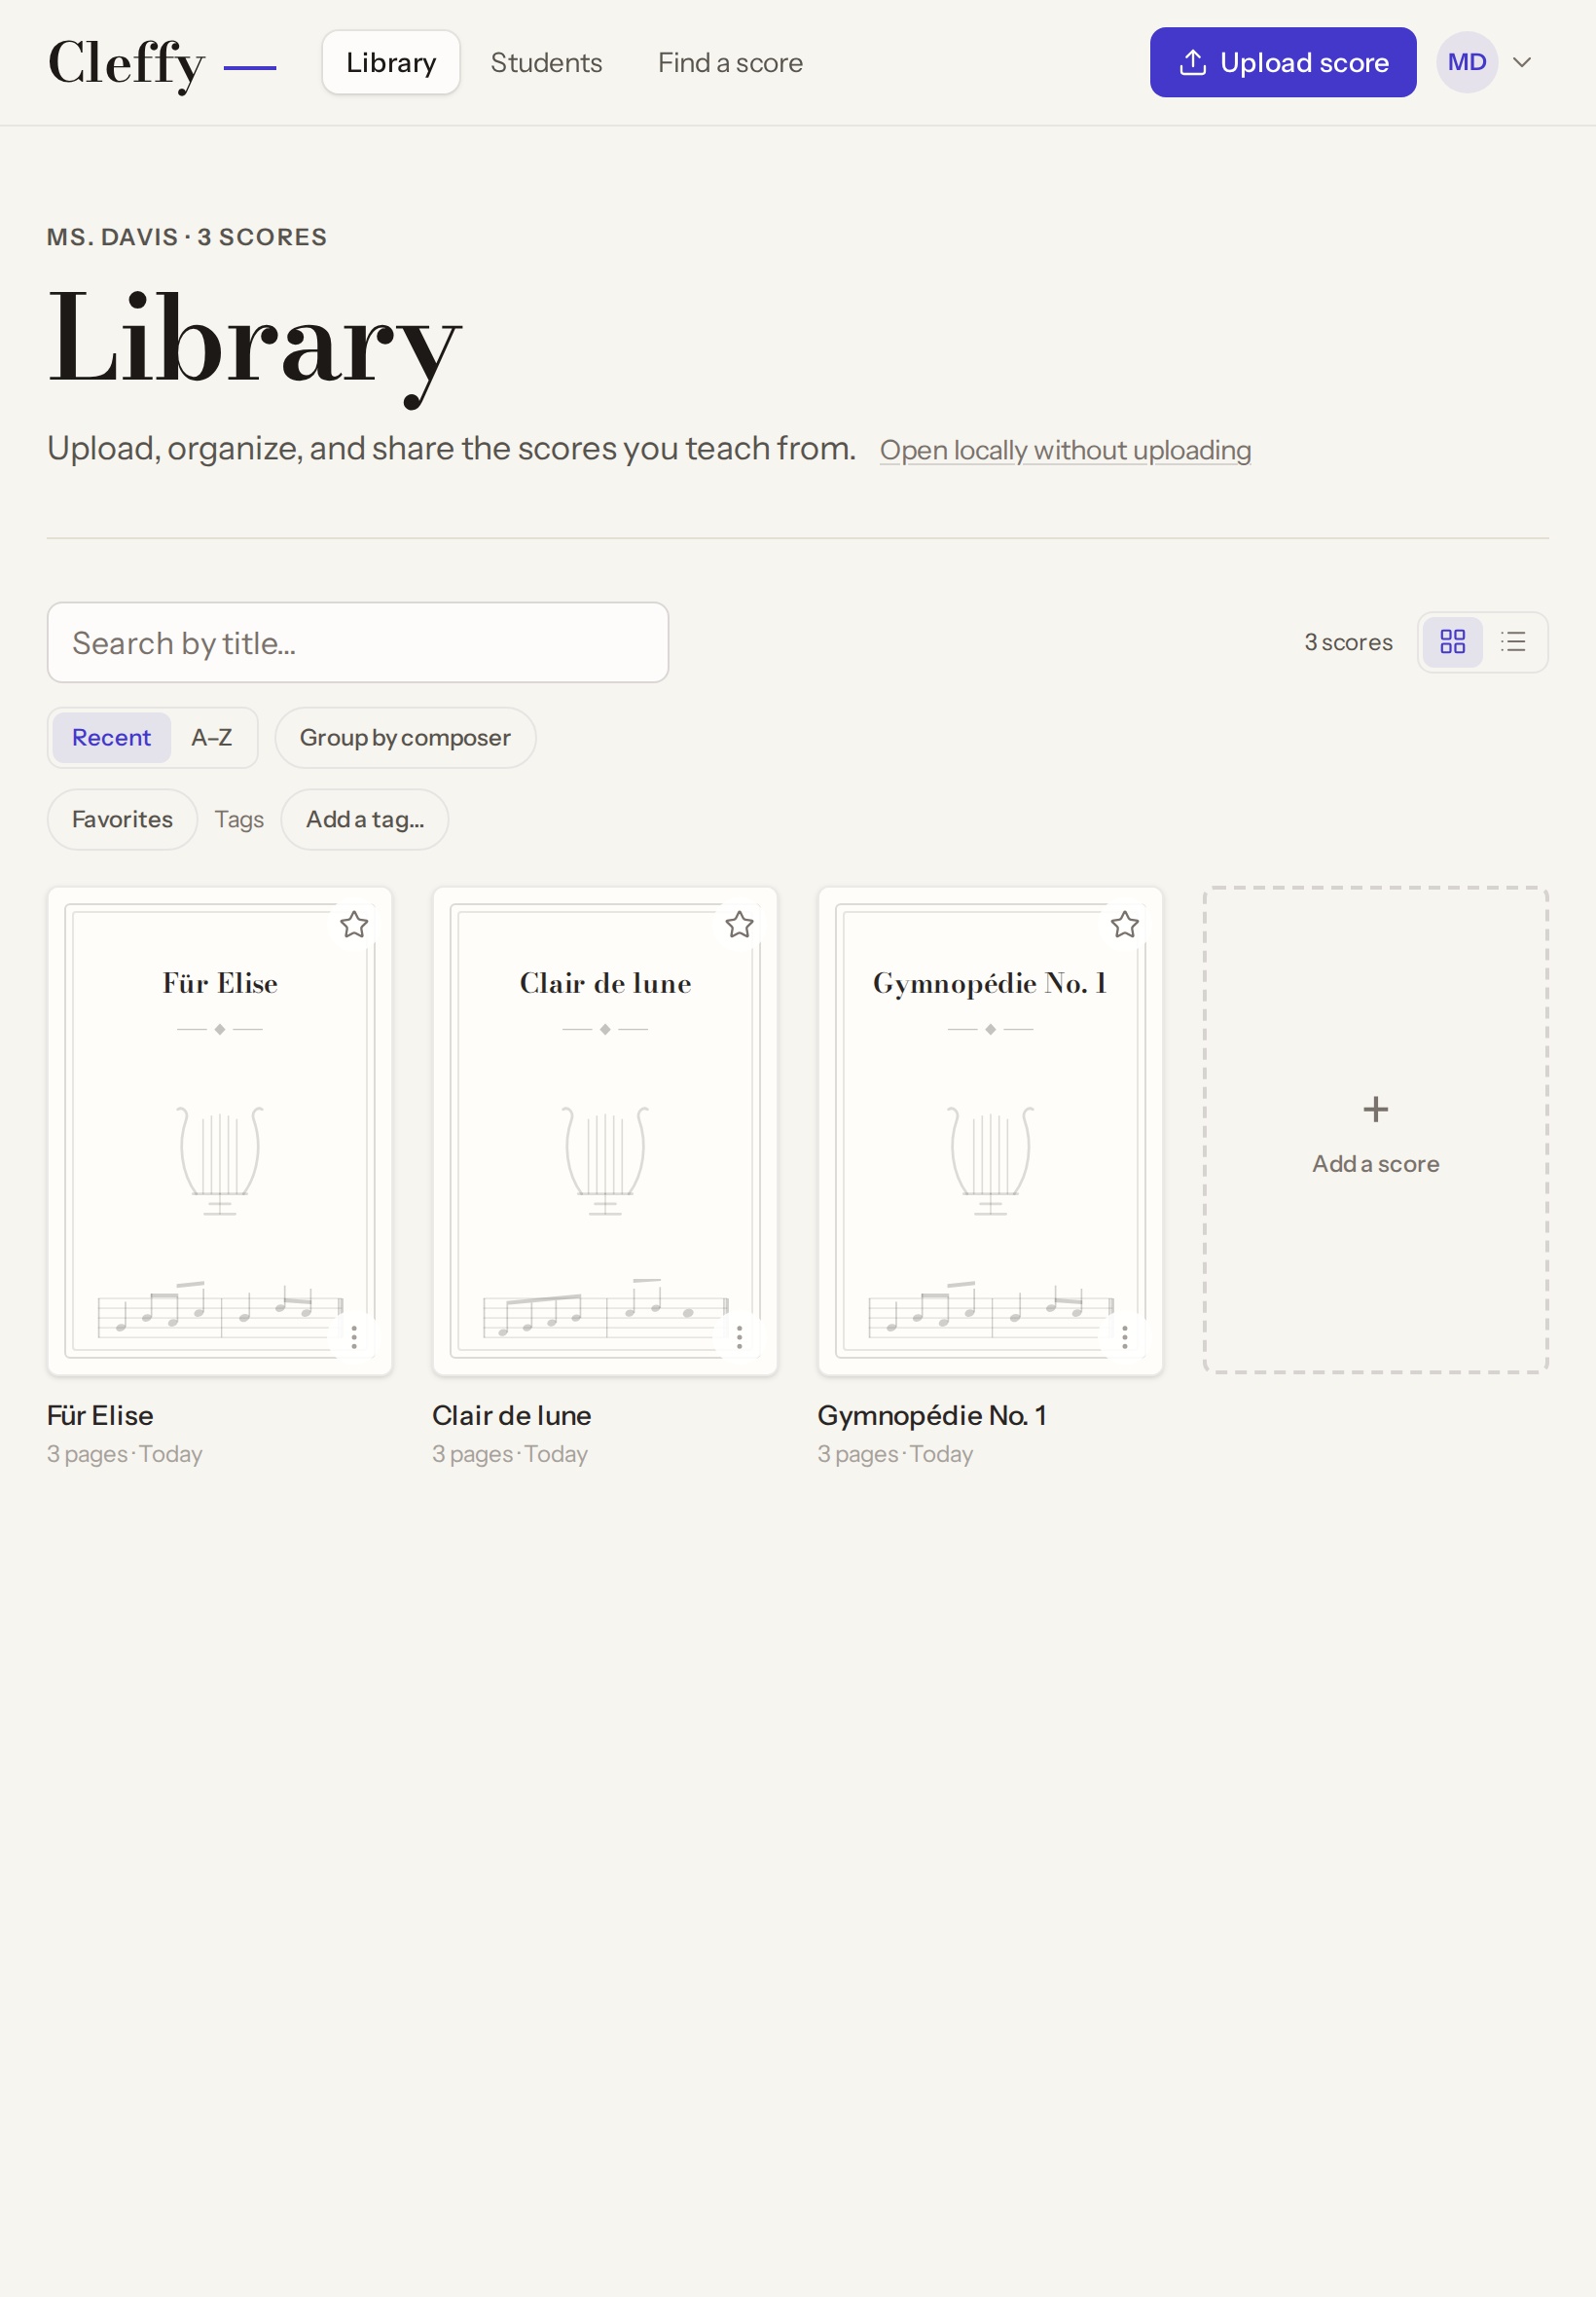 Cleffy
Library Students Find a score
Upload score MD
MS. DAVIS · 3 SCORES
Library
Upload, organize, and share the scores you teach from. Open locally without uploading
Search by title...
3 scores
Recent A–Z Group by composer
Favorites Tags Add a tag...
Für Elise
Clair de lune
Gymnopédie No. 1
+
Add a score
Für Elise
3 pages · Today
Clair de lune
3 pages · Today
Gymnopédie No. 1
3 pages · Today